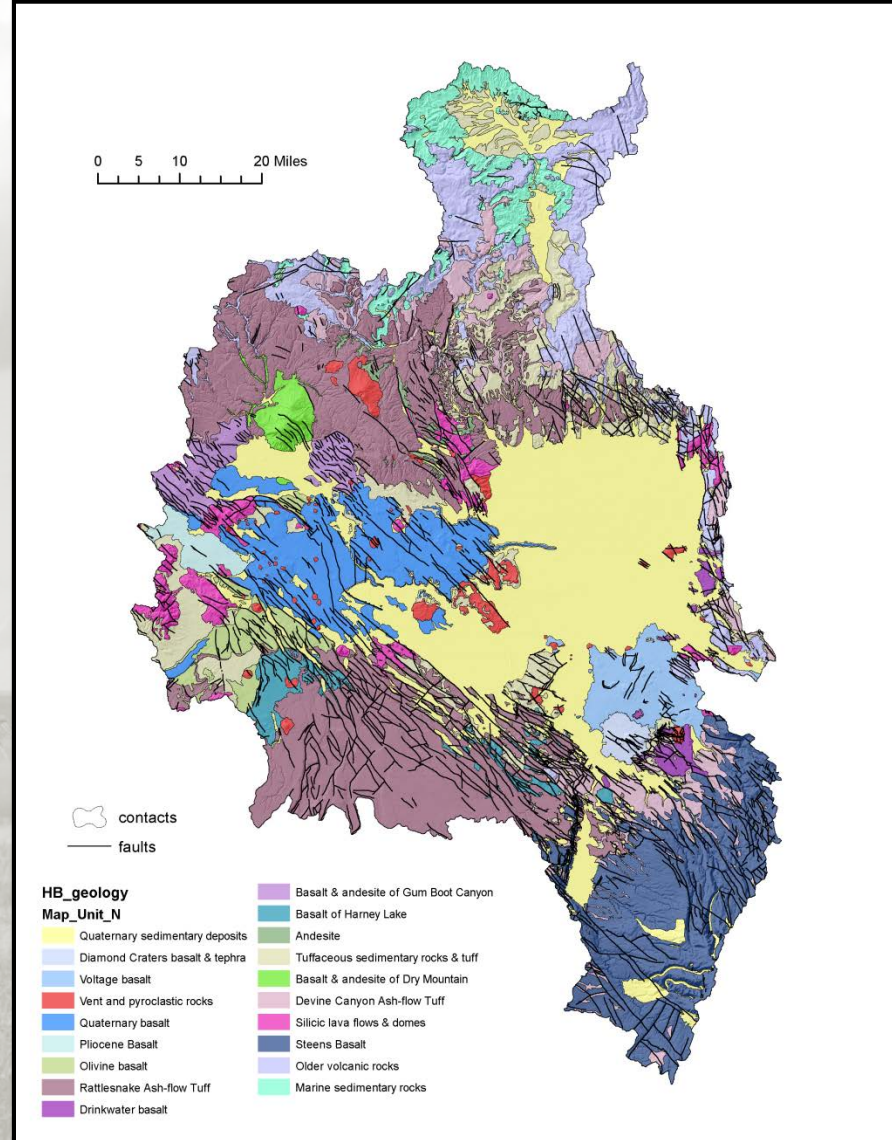 0 5 10 20 Miles
contacts
faults
HB_geology
Map_Unit_N
Quaternary sedimentary deposits
Diamond Craters basalt & tephra
Voltage basalt
Vent and pyroclastic rocks
Quaternary basalt
Pliocene Basalt
Olivine basalt
Rattlesnake Ash-flow Tuff
Drinkwater basalt
Basalt & andesite of Gum Boot Canyon
Basalt of Harney Lake
Andesite
Tuffaceous sedimentary rocks & tuff
Basalt & andesite of Dry Mountain
Devine Canyon Ash-flow Tuff
Silicic lava flows & domes
Steens Basalt
Older volcanic rocks
Marine sedimentary rocks